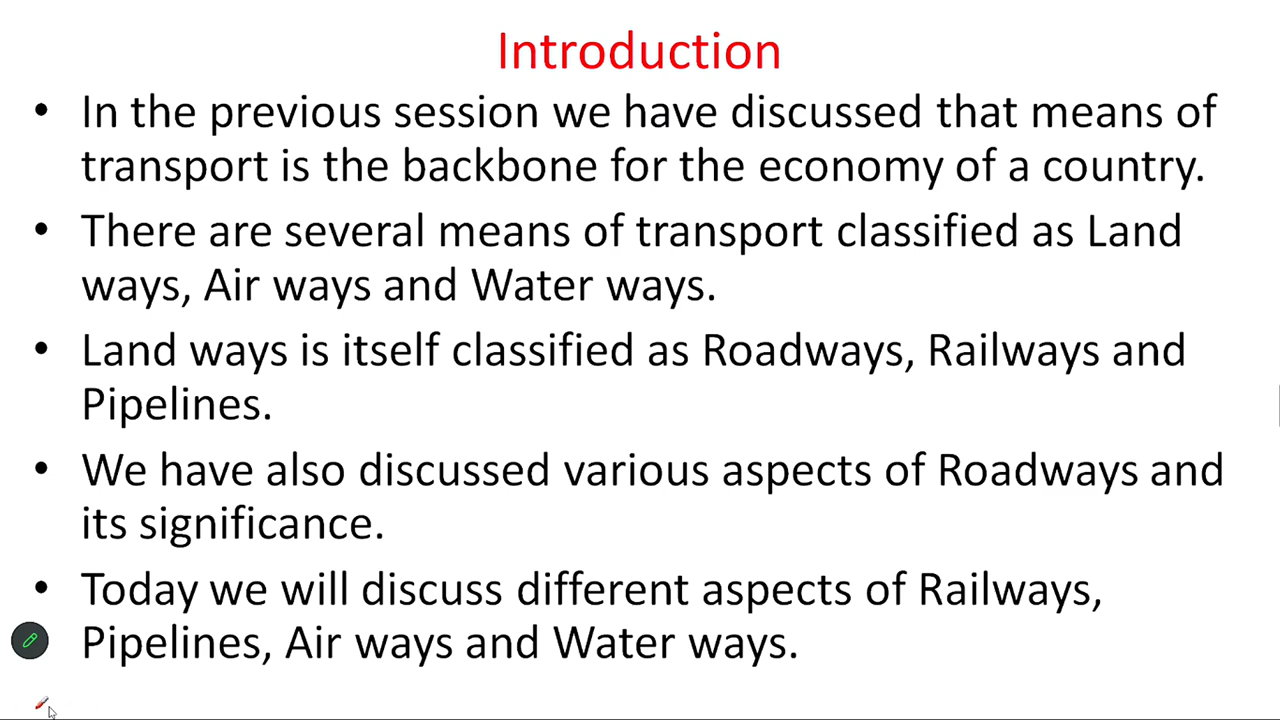 Introduction
• In the previous session we have discussed that means of
transport is the backbone for the economy of a country.
• There are several means of transport classified as Land
ways, Air ways and Water ways.
• Land ways is itself classified as Roadways, Railways and
Pipelines.
• We have also discussed various aspects of Roadways and
its significance.
• Today we will discuss different aspects of Railways,
Pipelines, Air ways and Water ways.